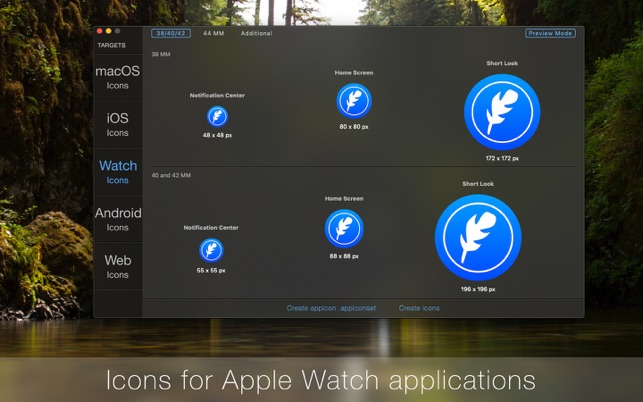 38/40/42 44 MM Additional Preview Mode
TARGETS
macOS
Icons
iOS
Icons
Watch
Icons
Android
Icons
Web
Icons
38 MM
Notification Center
48 x 48 px
Home Screen
80 x 80 px
Short Look
172 x 172 px
40 and 42 MM
Notification Center
55 x 55 px
Home Screen
88 x 88 px
Short Look
196 x 196 px
Create appicon .appiconset Create icons
Icons for Apple Watch applications